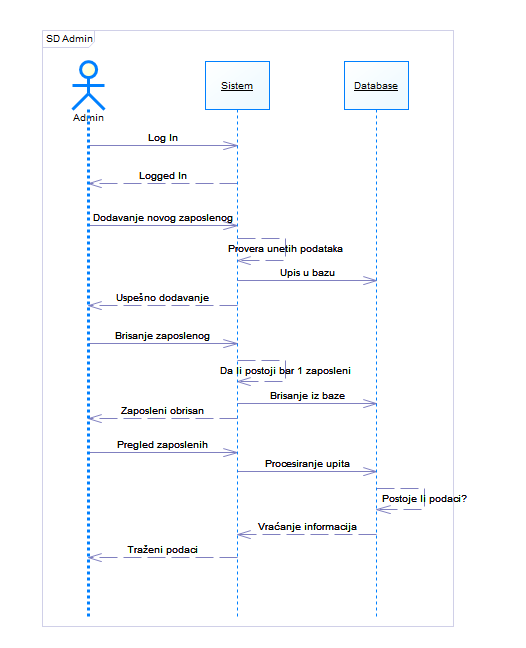 SD Admin
Sistem
Database
Admin
Log In
Logged In
Dodavanje novog zaposlenog
Provera unetih podataka
Upis u bazu
Uspešno dodavanje
Brisanje zaposlenog
Da li postoji bar 1 zaposleni
Brisanje iz baze
Zaposleni obrisan
Pregled zaposlenih
Procesiranje upita
Postoje li podaci?
Vraćanje informacija
Traženi podaci